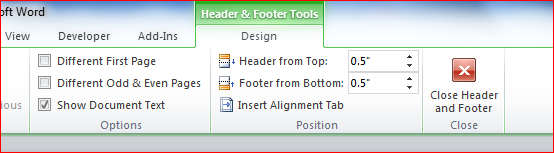 oft Word
Header & Footer Tools
View Developer Add-Ins Design
Different First Page
Different Odd & Even Pages
ious
Show Document Text
Options
Header from Top: 0.5"
Footer from Bottom: 0.5"
Insert Alignment Tab
Position
Close Header
and Footer
Close